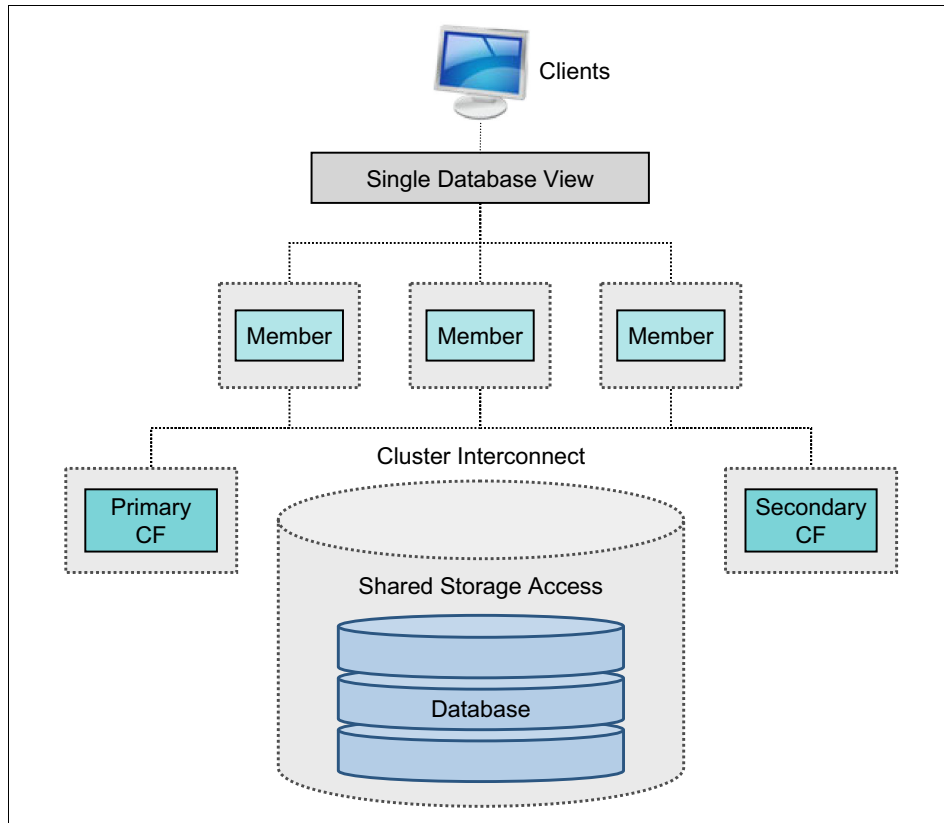 Clients
Single Database View
Member
Member
Member
Cluster Interconnect
Primary
CF
Secondary
CF
Shared Storage Access
Database